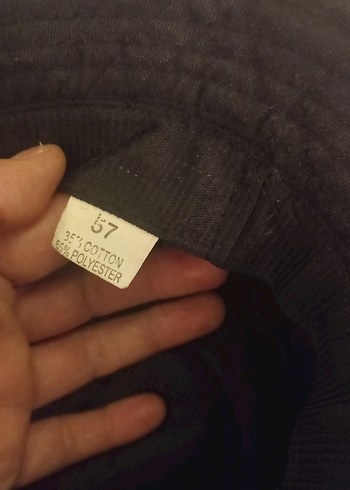 57
35% COTTON
65% POLYESTER